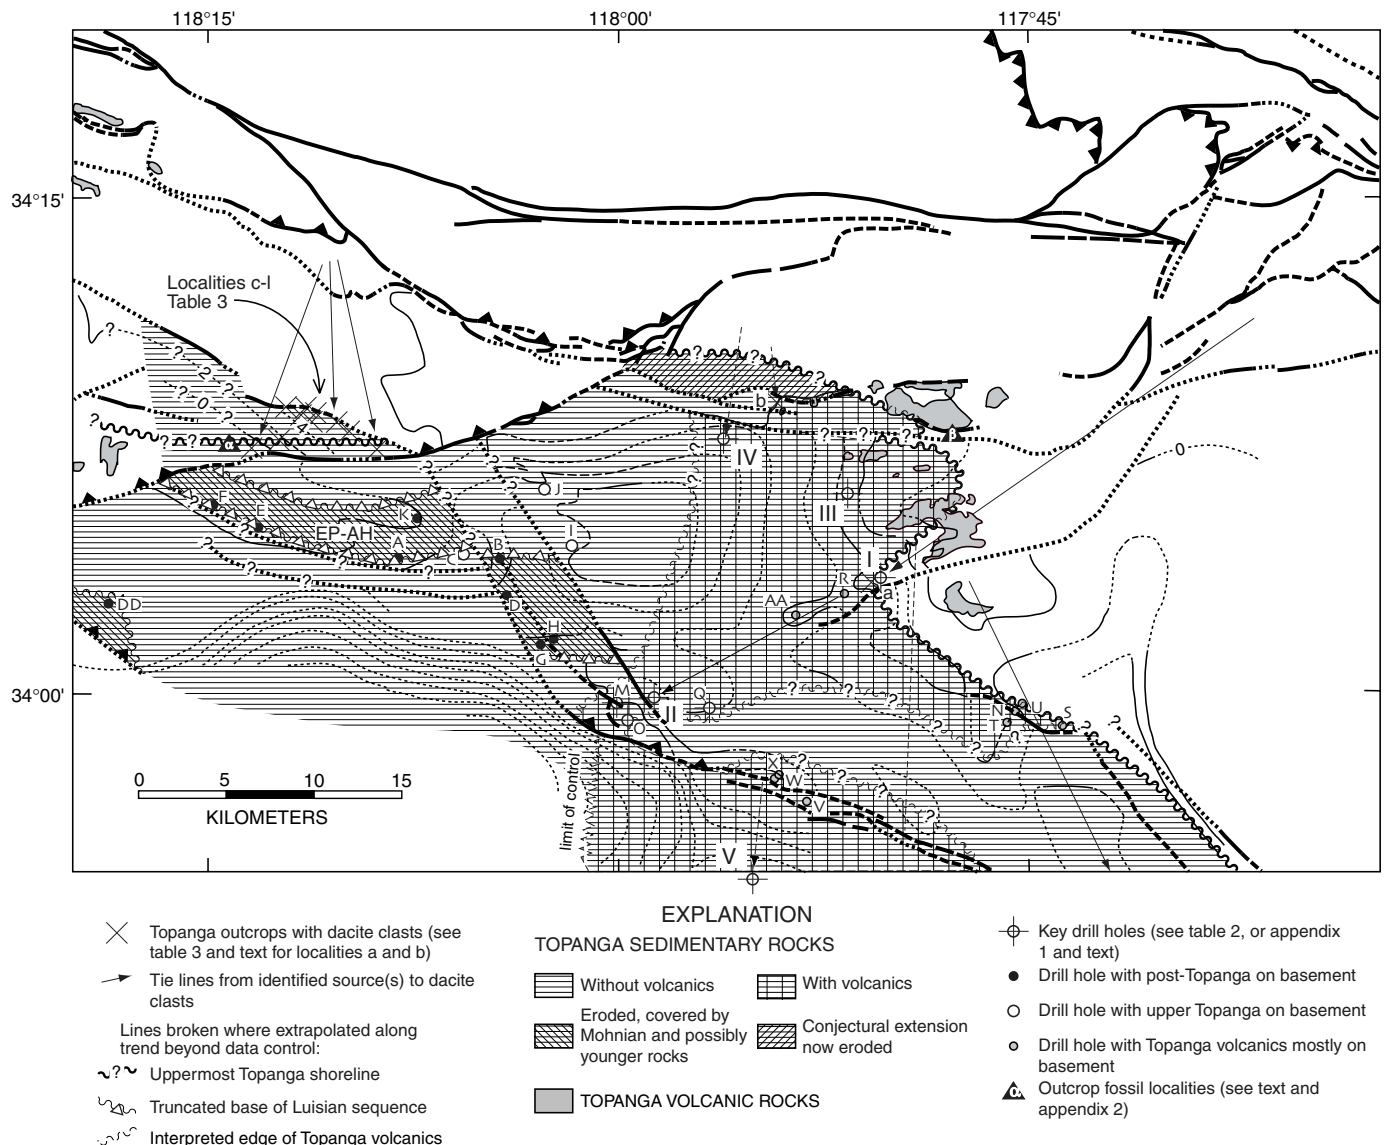 118°15'
118°00'
117°45'
34°15'
34°00'
Localities c-l
Table 3
?
?
2
?
?
0
?
4
?
?
?
b
IV
III
I
R
a
AA
II
V
J
I
F
E
K
EP-AH
A
C
B
D
H
G
DD
M
O
Q
N
U
T
S
X
W
V
0
limit of control
0 5 10 15
KILOMETERS
EXPLANATION
Topanga outcrops with dacite clasts (see
table 3 and text for localities a and b)
Tie lines from identified source(s) to dacite
clasts
Lines broken where extrapolated along
trend beyond data control:
? Uppermost Topanga shoreline
Truncated base of Luisian sequence
Interpreted edge of Topanga volcanics
TOPANGA SEDIMENTARY ROCKS
Without volcanics
With volcanics
Eroded, covered by
Mohnian and possibly
younger rocks
Conjectural extension
now eroded
TOPANGA VOLCANIC ROCKS
Key drill holes (see table 2, or appendix
1 and text)
Drill hole with post-Topanga on basement
Drill hole with upper Topanga on basement
Drill hole with Topanga volcanics mostly on
basement
Outcrop fossil localities (see text and
appendix 2)